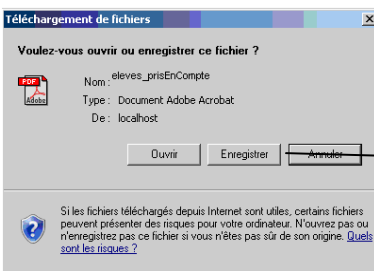 Téléchargement de fichiers
Voulez-vous ouvrir ou enregistrer ce fichier ?
PDF
Adobe
Nom : eleves_prisEnCompte
Type : Document Adobe Acrobat
De : localhost
Ouvrir Enregistrer Annuler
Si les fichiers téléchargés depuis Internet sont utiles, certains fichiers
peuvent présenter des risques pour votre ordinateur. N'ouvrez pas ou
n'enregistrez pas ce fichier si vous n'êtes pas sûr de son origine. Quels
sont les risques ?